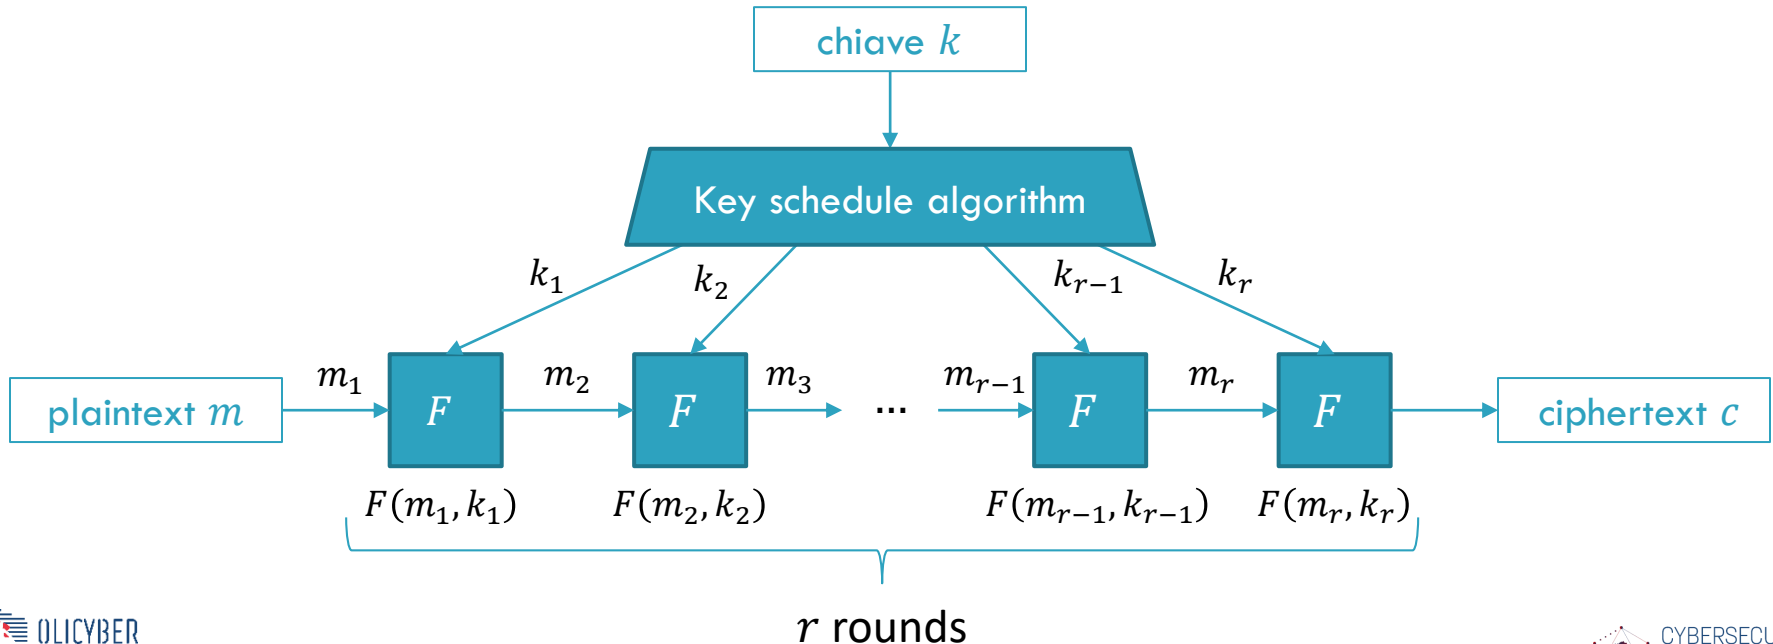 chiave k
Key schedule algorithm
k₁ k₂ kᵣ₋₁ kᵣ
m₁ m₂ m₃ mᵣ₋₁ mᵣ
plaintext m F F ... F F ciphertext c
F(m₁, k₁) F(m₂, k₂) F(mᵣ₋₁, kᵣ₋₁) F(mᵣ, kᵣ)
r rounds
OLICYBER